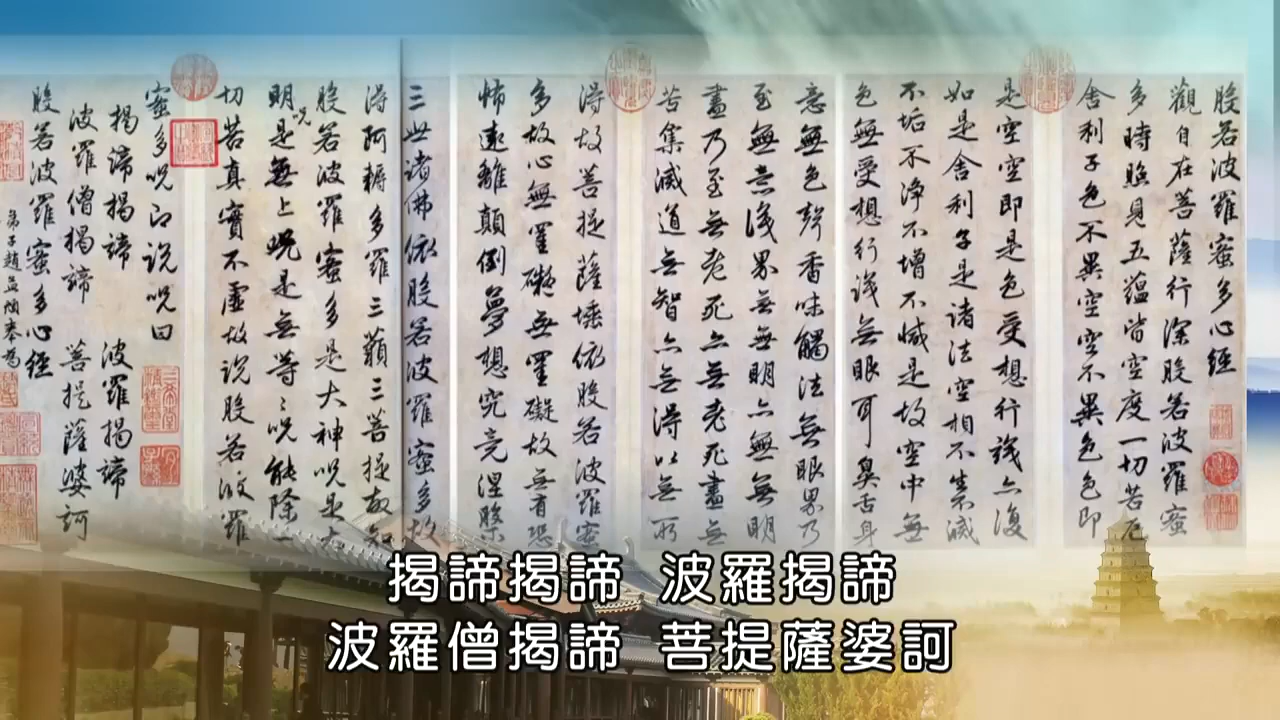 般若波羅蜜多心經
觀自在菩薩行深般若波羅蜜
多時照見五蘊皆空度一切苦厄
舍利子色不異空空不異色色即
是空空即是色受想行識亦復
如是舍利子是諸法空相不生滅
不垢不淨不增不減是故空中無
色無受想行識無眼耳鼻舌身
意無色聲香味觸法無眼界乃
至無意識界無無明亦無無明
盡乃至無老死亦無老死盡無
苦集滅道無智亦無得以無所
得故菩提薩埵依般若波羅蜜
多故心無罣礙無罣礙故無有恐
怖遠離顛倒夢想究竟涅槃
三世諸佛依般若波羅蜜多故
得阿耨多羅三藐三菩提故知
般若波羅蜜多是大神咒是大
明咒是無上咒是無等〻咒能除一
切苦真實不虛故說般若波羅
蜜多咒即說咒曰
揭諦揭諦 波羅揭諦
波羅僧揭諦 菩提薩婆訶
般若波羅蜜多心經
弟子趙孟頫奉為
揭諦揭諦 波羅揭諦
波羅僧揭諦 菩提薩婆訶